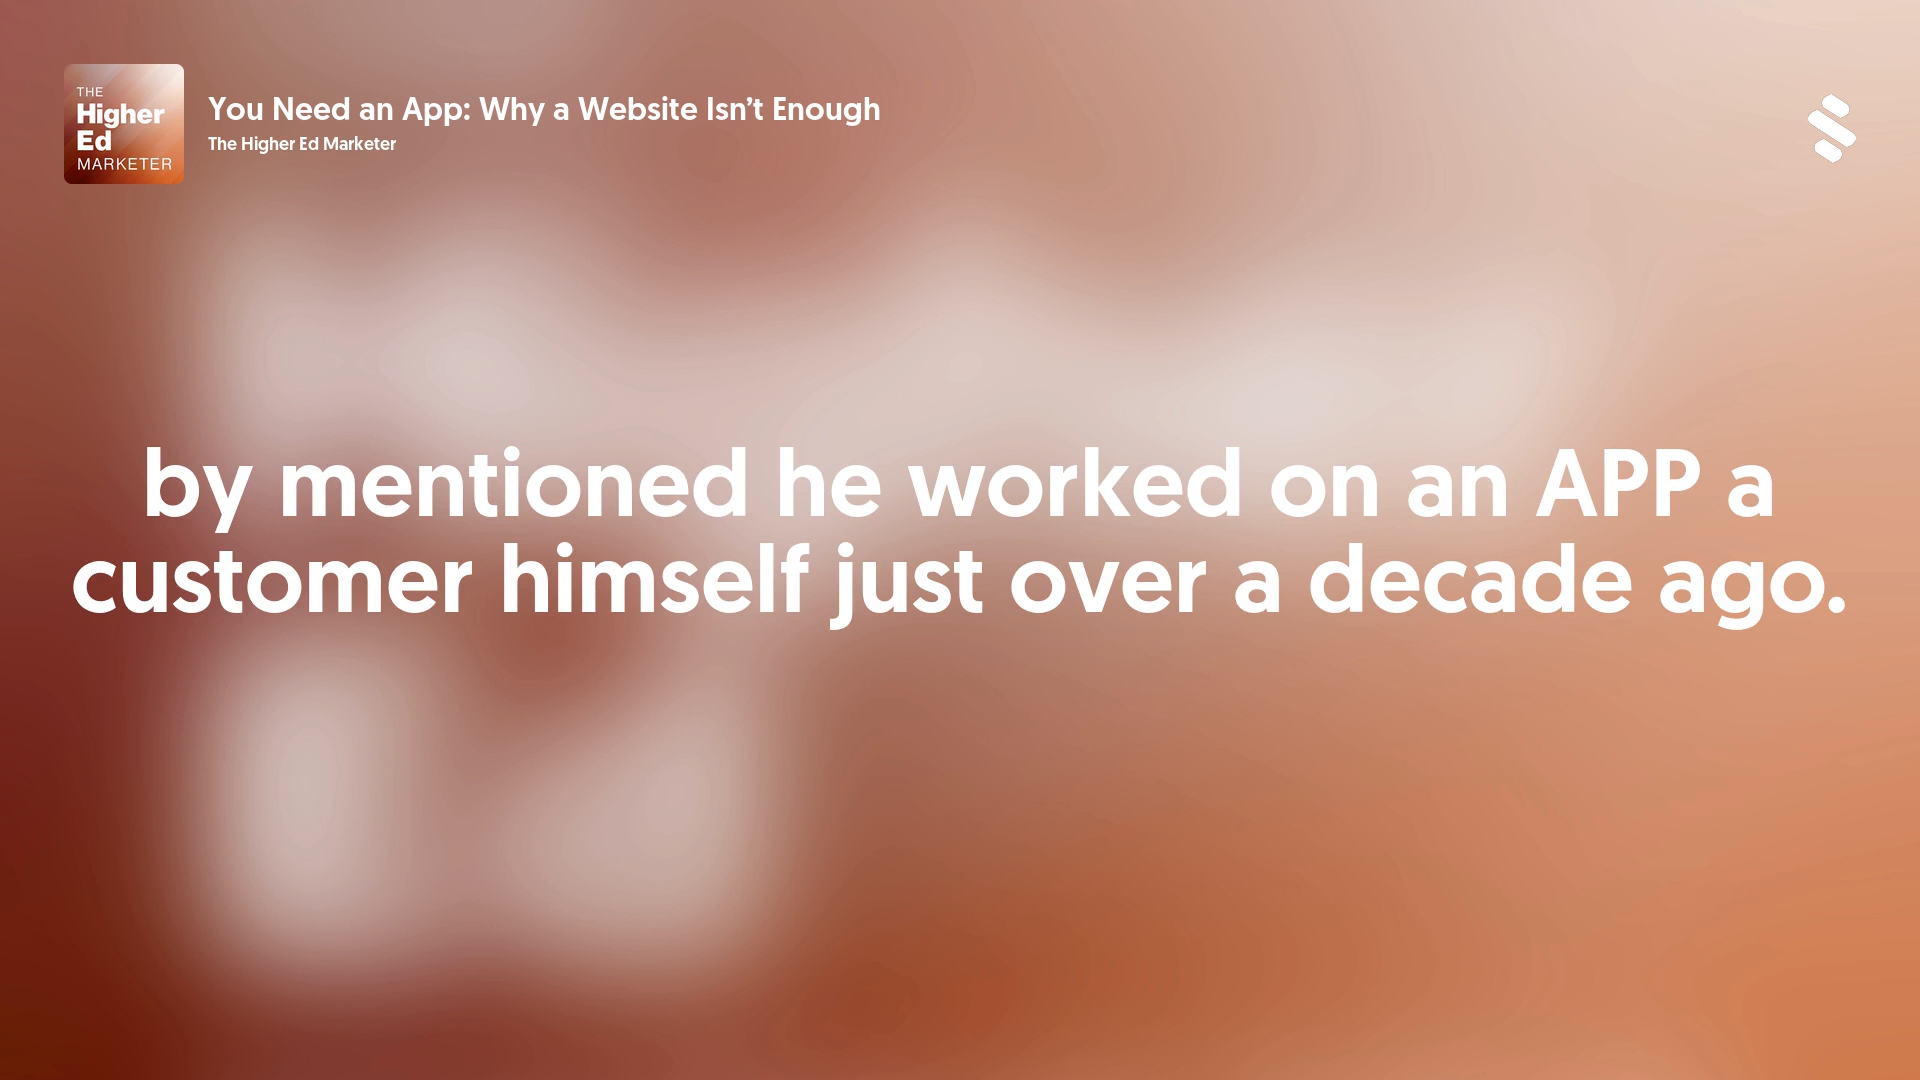 THE
Higher
Ed
MARKETER
You Need an App: Why a Website Isn’t Enough
The Higher Ed Marketer
by mentioned he worked on an APP a
customer himself just over a decade ago.